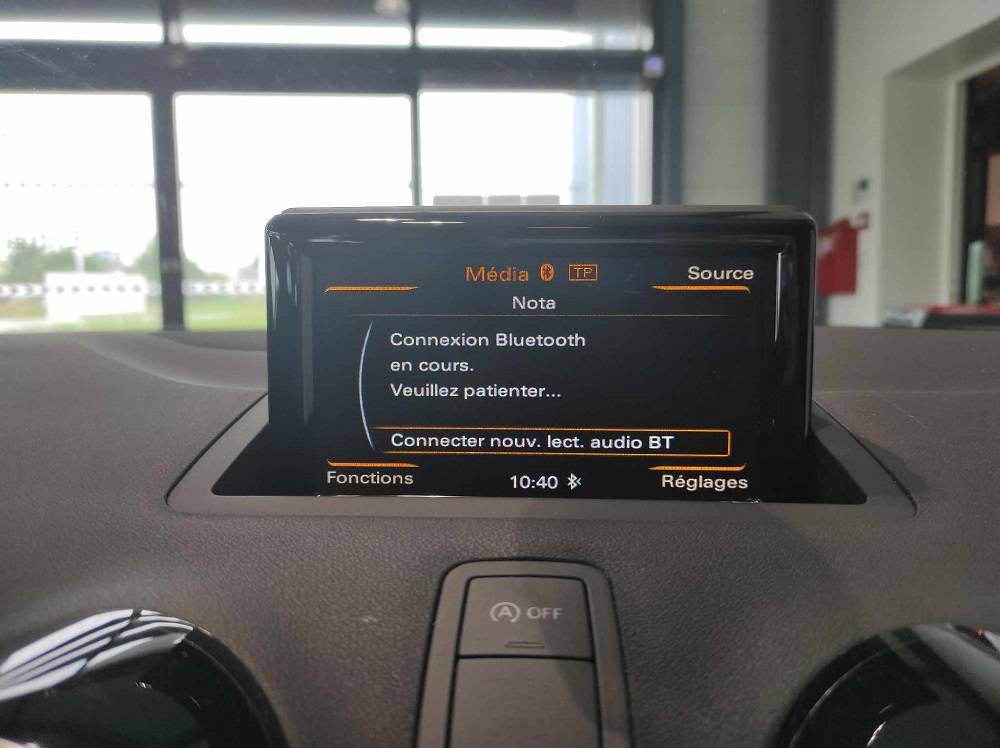 Média TP Source
Nota
Connexion Bluetooth
en cours.
Veuillez patienter...
Connecter nouv. lect. audio BT
Fonctions 10:40 Réglages
A OFF